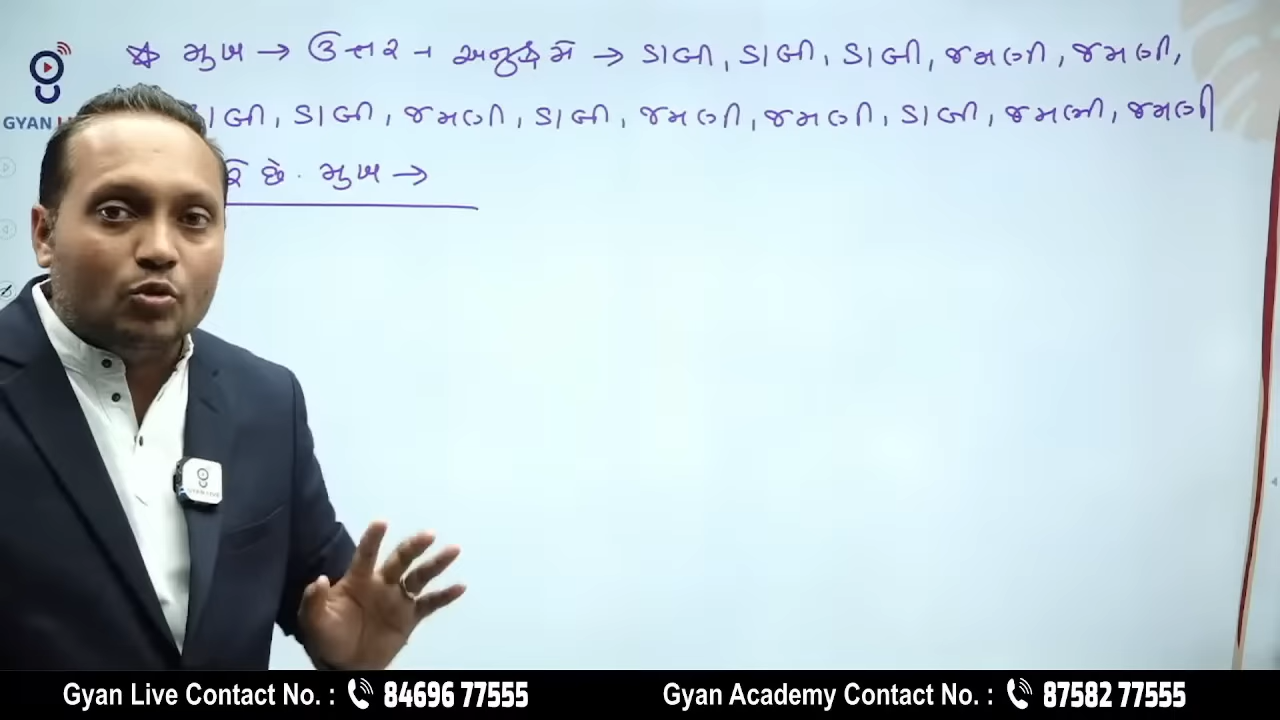 ☆ મુખ → ઉત્તર → અનુક્રમે → ડાબી, ડાબી, ડાબી, જમણી, જમણી,
ડાબી, ડાબી, જમણી, ડાબી, જમણી, જમણી, ડાબી, જમણી, જમણી
છે. મુખ →
GYAN
Gyan Live Contact No. : 84696 77555 Gyan Academy Contact No. : 87582 77555